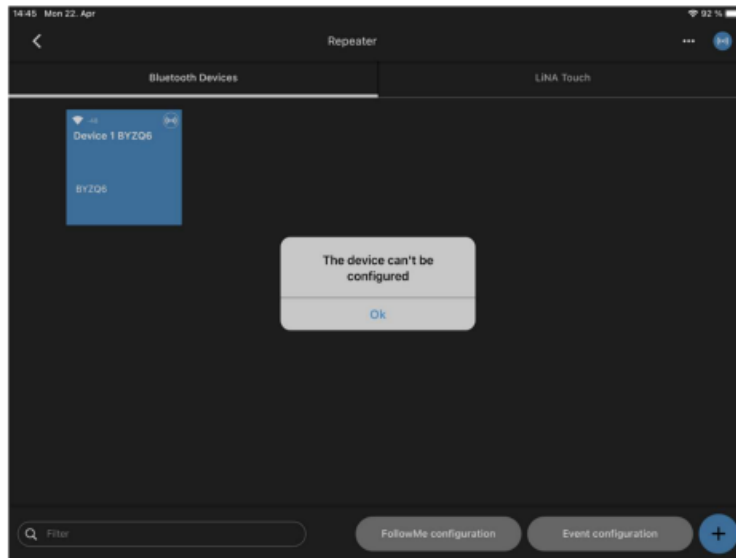 14:45 Mon 22. Apr
92 %
Repeater
Bluetooth Devices
LiNA Touch
-48
Device 1 BYZQ6
BYZQ6
The device can't be
configured
Ok
Filter
FollowMe configuration
Event configuration